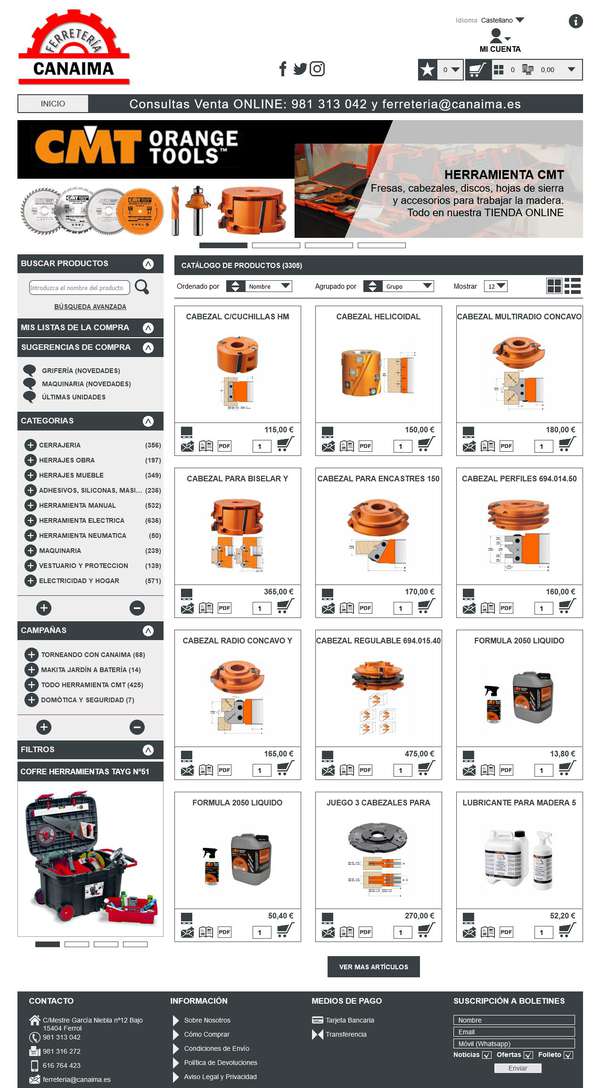 FERRETERÍA
CANAIMA
Idioma Castellano
MI CUENTA
0
0
0,00
INICIO
Consultas Venta ONLINE: 981 313 042 y ferreteria@canaima.es
CMT ORANGE TOOLS™
HERRAMIENTA CMT
Fresas, cabezales, discos, hojas de sierra
y accesorios para trabajar la madera.
Todo en nuestra TIENDA ONLINE
BUSCAR PRODUCTOS
Introduzca el nombre del producto
BÚSQUEDA AVANZADA
MIS LISTAS DE LA COMPRA
SUGERENCIAS DE COMPRA
GRIFERÍA (NOVEDADES)
MAQUINARIA (NOVEDADES)
ÚLTIMAS UNIDADES
CATEGORIAS
CERRAJERIA (356)
HERRAJES OBRA (197)
HERRAJES MUEBLE (349)
ADHESIVOS, SILICONAS, MASI... (236)
HERRAMIENTA MANUAL (532)
HERRAMIENTA ELECTRICA (636)
HERRAMIENTA NEUMATICA (50)
MAQUINARIA (239)
VESTUARIO Y PROTECCION (139)
ELECTRICIDAD Y HOGAR (571)
CAMPAÑAS
TORNEANDO CON CANAIMA (68)
MAKITA JARDÍN A BATERÍA (14)
TODO HERRAMIENTA CMT (425)
DOMÓTICA Y SEGURIDAD (7)
FILTROS
COFRE HERRAMIENTAS TAYG Nº51
CATÁLOGO DE PRODUCTOS (3305)
Ordenado por Nombre Agrupado por Grupo Mostrar 12
CABEZAL C/CUCHILLAS HM
115,00 €
PDF 1
CABEZAL HELICOIDAL
150,00 €
PDF 1
CABEZAL MULTIRADIO CONCAVO
180,00 €
PDF 1
CABEZAL PARA BISELAR Y
365,00 €
PDF 1
CABEZAL PARA ENCASTRES 150
170,00 €
PDF 1
CABEZAL PERFILES 694.014.50
160,00 €
PDF 1
CABEZAL RADIO CONCAVO Y
165,00 €
PDF 1
CABEZAL REGULABLE 694.015.40
475,00 €
PDF 1
FORMULA 2050 LIQUIDO
13,80 €
PDF 1
FORMULA 2050 LIQUIDO
50,40 €
PDF 1
JUEGO 3 CABEZALES PARA
270,00 €
PDF 1
LUBRICANTE PARA MADERA 5
52,20 €
PDF 1
VER MAS ARTÍCULOS
CONTACTO
C/Mestre García Niebla nº12 Bajo
15404 Ferrol
981 313 042
981 316 272
616 764 423
ferreteria@canaima.es
INFORMACIÓN
Sobre Nosotros
Cómo Comprar
Condiciones de Envío
Política de Devoluciones
Aviso Legal y Privacidad
MEDIOS DE PAGO
Tarjeta Bancaria
Transferencia
SUSCRIPCIÓN A BOLETINES
Nombre
Email
Móvil (Whatsapp)
Noticias Ofertas Folleto
Enviar